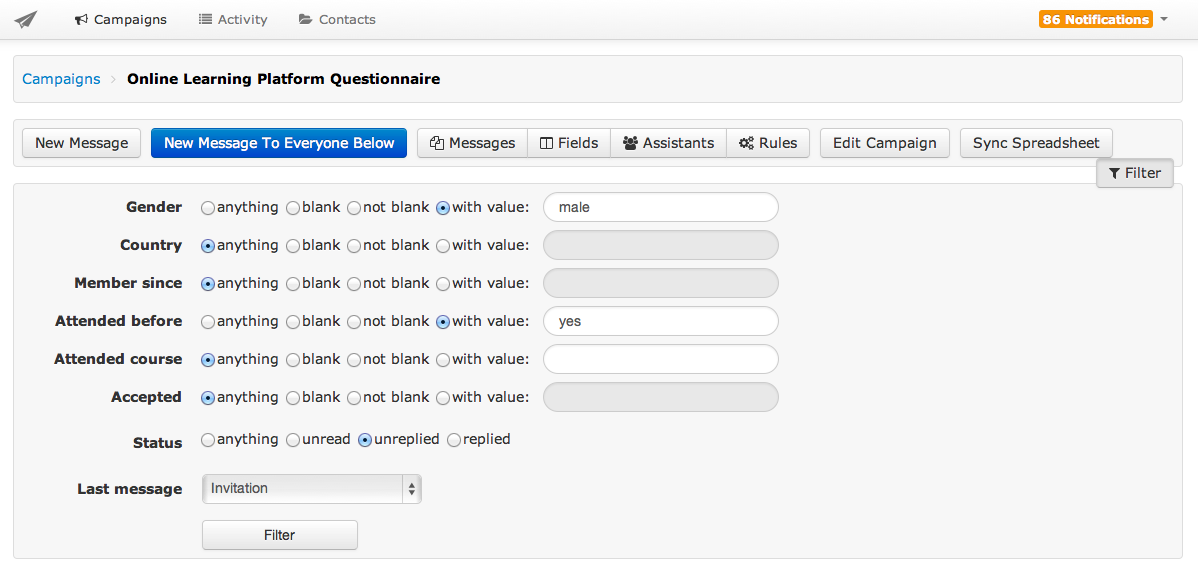 Campaigns Activity Contacts 86 Notifications
Campaigns Online Learning Platform Questionnaire
New Message New Message To Everyone Below Messages Fields Assistants Rules Edit Campaign Sync Spreadsheet
Filter
Gender anything blank not blank with value: male
Country anything blank not blank with value:
Member since anything blank not blank with value:
Attended before anything blank not blank with value: yes
Attended course anything blank not blank with value:
Accepted anything blank not blank with value:
Status anything unread unreplied replied
Last message Invitation
Filter